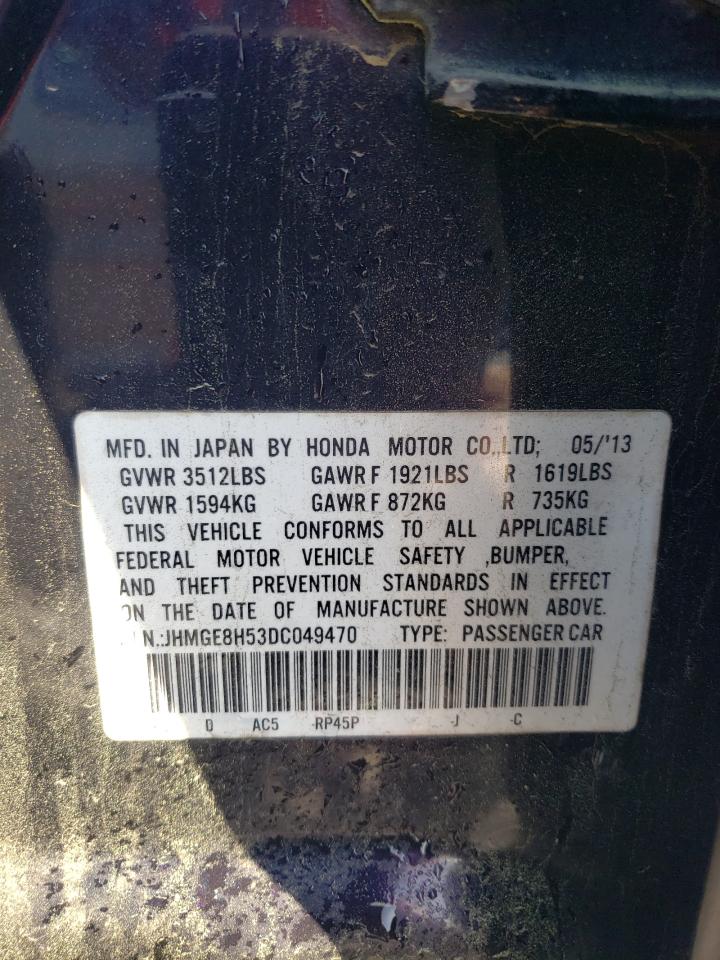 MFD. IN JAPAN BY HONDA MOTOR CO.,LTD; 05/'13
GVWR 3512LBS GAWR F 1921LBS R 1619LBS
GVWR 1594KG GAWR F 872KG R 735KG
THIS VEHICLE CONFORMS TO ALL APPLICABLE
FEDERAL MOTOR VEHICLE SAFETY ,BUMPER,
AND THEFT PREVENTION STANDARDS IN EFFECT
ON THE DATE OF MANUFACTURE SHOWN ABOVE.
N.:JHMGE8H53DC049470 TYPE: PASSENGER CAR
0 AC5 -RP45P -J -C